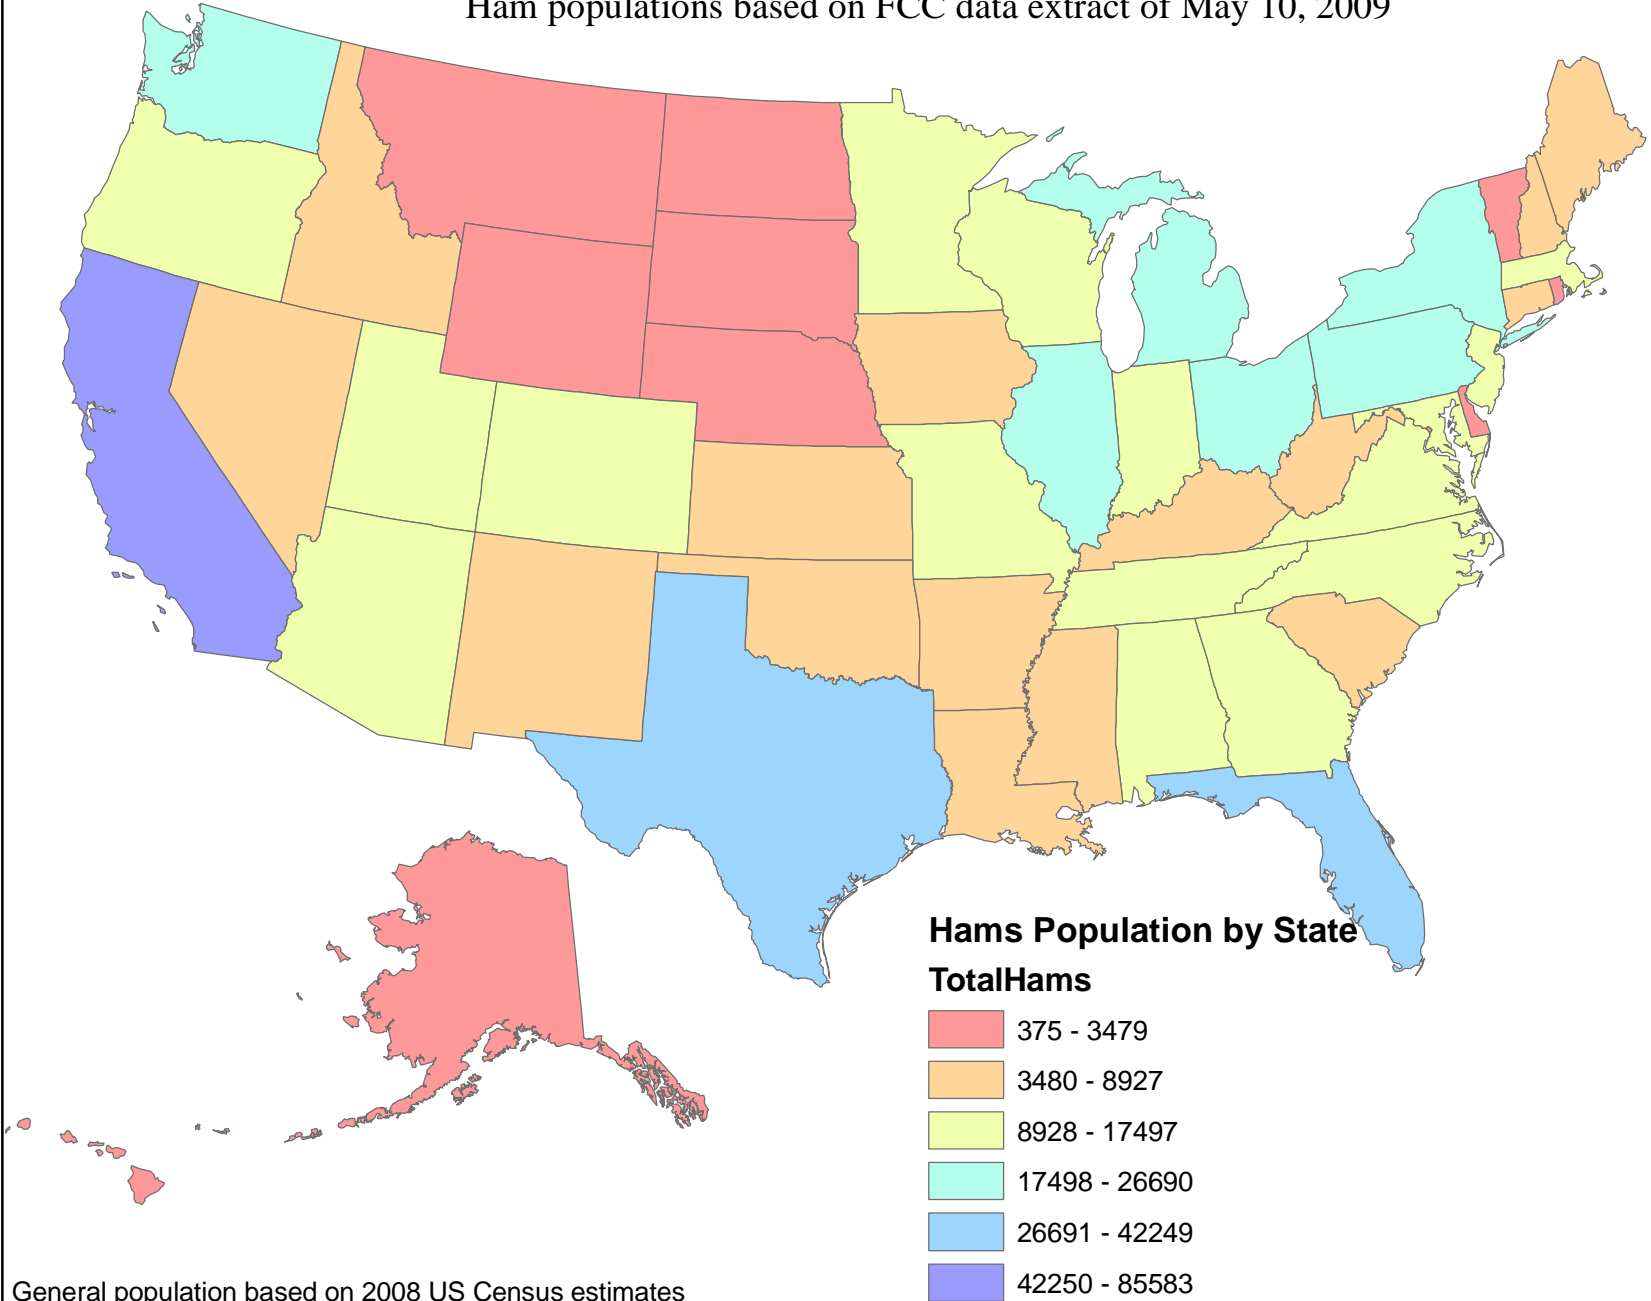 Ham populations based on FCC data extract of May 10, 2009
Hams Population by State
TotalHams
375 - 3479
3480 - 8927
8928 - 17497
17498 - 26690
26691 - 42249
42250 - 85583
General population based on 2008 US Census estimates